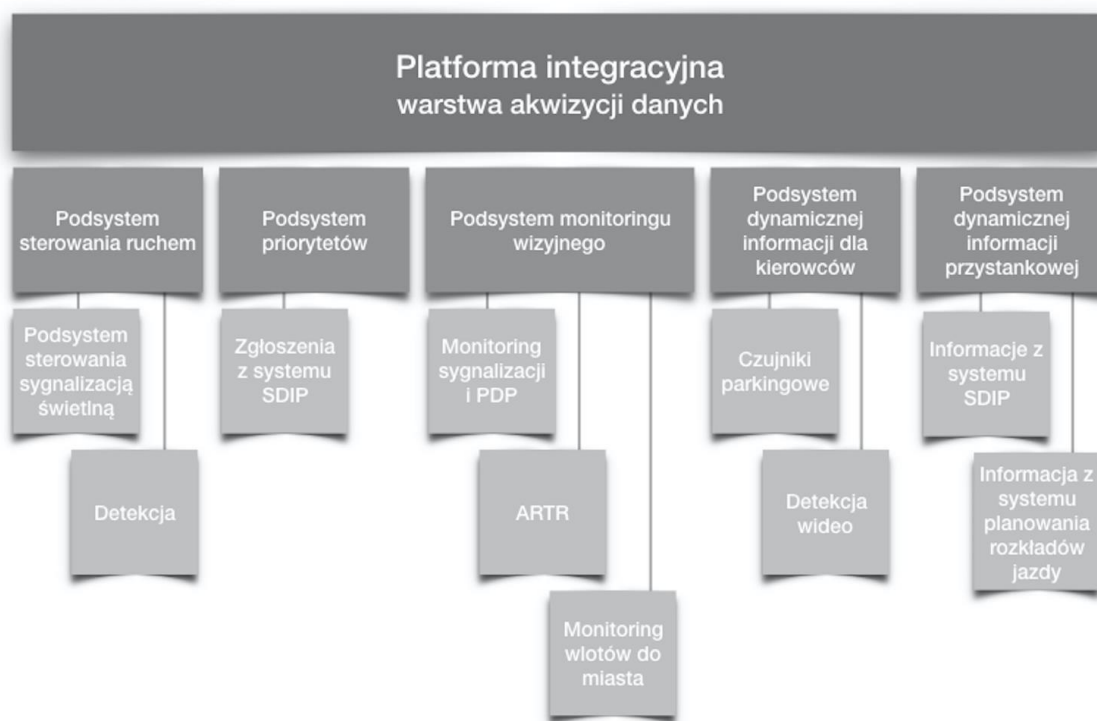 Platforma integracyjna
warstwa akwizycji danych
Podsystem
sterowania ruchem
Podsystem
priorytetów
Podsystem monitoringu
wizyjnego
Podsystem
dynamicznej
informacji dla
kierowców
Podsystem
dynamicznej
informacji
przystankowej
Podsystem
sterowania
sygnalizacją
świetlną
Detekcja
Zgłoszenia
z systemu
SDIP
Monitoring
sygnalizacji
i PDP
ARTR
Monitoring
wlotów do
miasta
Czujniki
parkingowe
Detekcja
wideo
Informacje z
systemu
SDIP
Informacja z
systemu
planowania
rozkładów
jazdy